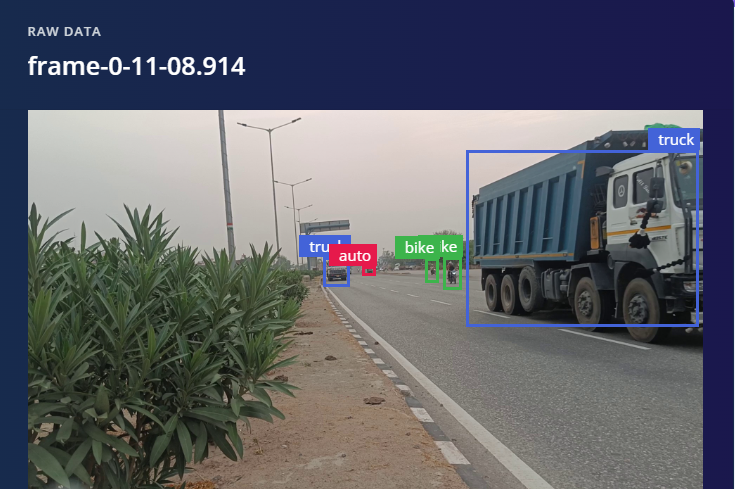 RAW DATA
frame-0-11-08.914
truck
truck
auto
bike
ke